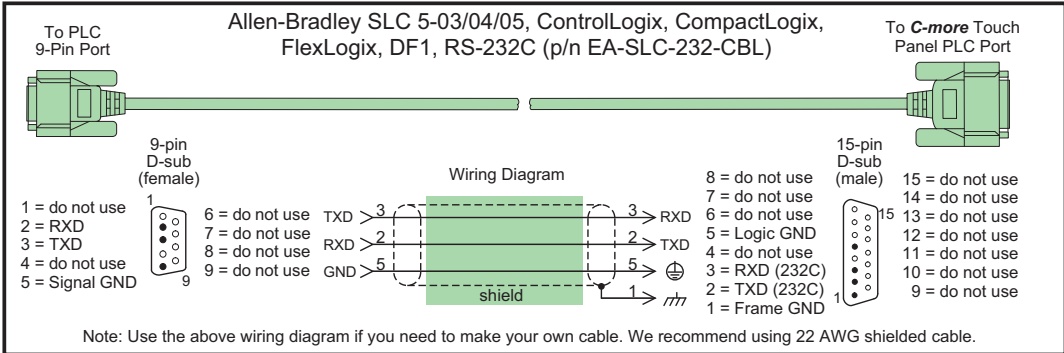 To PLC
9-Pin Port
Allen-Bradley SLC 5-03/04/05, ControlLogix, CompactLogix,
FlexLogix, DF1, RS-232C (p/n EA-SLC-232-CBL)
To C-more Touch
Panel PLC Port
9-pin
D-sub
(female)
1
9
1 = do not use
2 = RXD
3 = TXD
4 = do not use
5 = Signal GND
6 = do not use
7 = do not use
8 = do not use
9 = do not use
Wiring Diagram
TXD 3 3 RXD
RXD 2 2 TXD
GND 5 5
1
shield
15-pin
D-sub
(male)
15
1
8 = do not use
7 = do not use
6 = do not use
5 = Logic GND
4 = do not use
3 = RXD (232C)
2 = TXD (232C)
1 = Frame GND
15 = do not use
14 = do not use
13 = do not use
12 = do not use
11 = do not use
10 = do not use
9 = do not use
Note: Use the above wiring diagram if you need to make your own cable. We recommend using 22 AWG shielded cable.